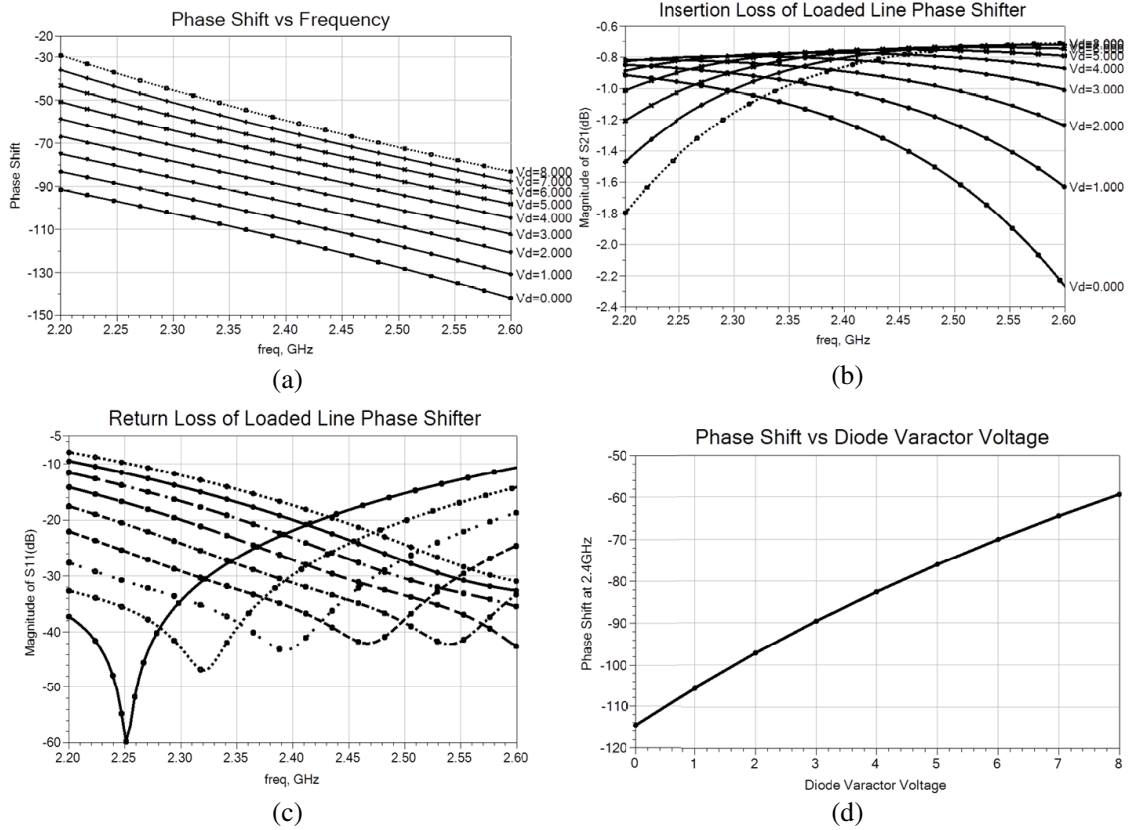 Phase Shift vs Frequency
-20
-30
-50
-70
-90
-110
-130
-150
Phase Shift
Vd=8.000
Vd=7.000
Vd=6.000
Vd=5.000
Vd=4.000
Vd=3.000
Vd=2.000
Vd=1.000
Vd=0.000
2.20 2.25 2.30 2.35 2.40 2.45 2.50 2.55 2.60
freq, GHz
(a)
Insertion Loss of Loaded Line Phase Shifter
-0.6
-0.8
-1.0
-1.2
-1.4
-1.6
-1.8
-2.0
-2.2
-2.4
Magnitude of S21(dB)
Vd=5.000
Vd=4.000
Vd=3.000
Vd=2.000
Vd=1.000
Vd=0.000
2.20 2.25 2.30 2.35 2.40 2.45 2.50 2.55 2.60
freq, GHz
(b)
Return Loss of Loaded Line Phase Shifter
-5
-10
-20
-30
-40
-50
-60
Magnitude of S11(dB)
2.20 2.25 2.30 2.35 2.40 2.45 2.50 2.55 2.60
freq, GHz
(c)
Phase Shift vs Diode Varactor Voltage
-50
-60
-70
-80
-90
-100
-110
-120
Phase Shift at 2.4GHz
0 1 2 3 4 5 6 7 8
Diode Varactor Voltage
(d)